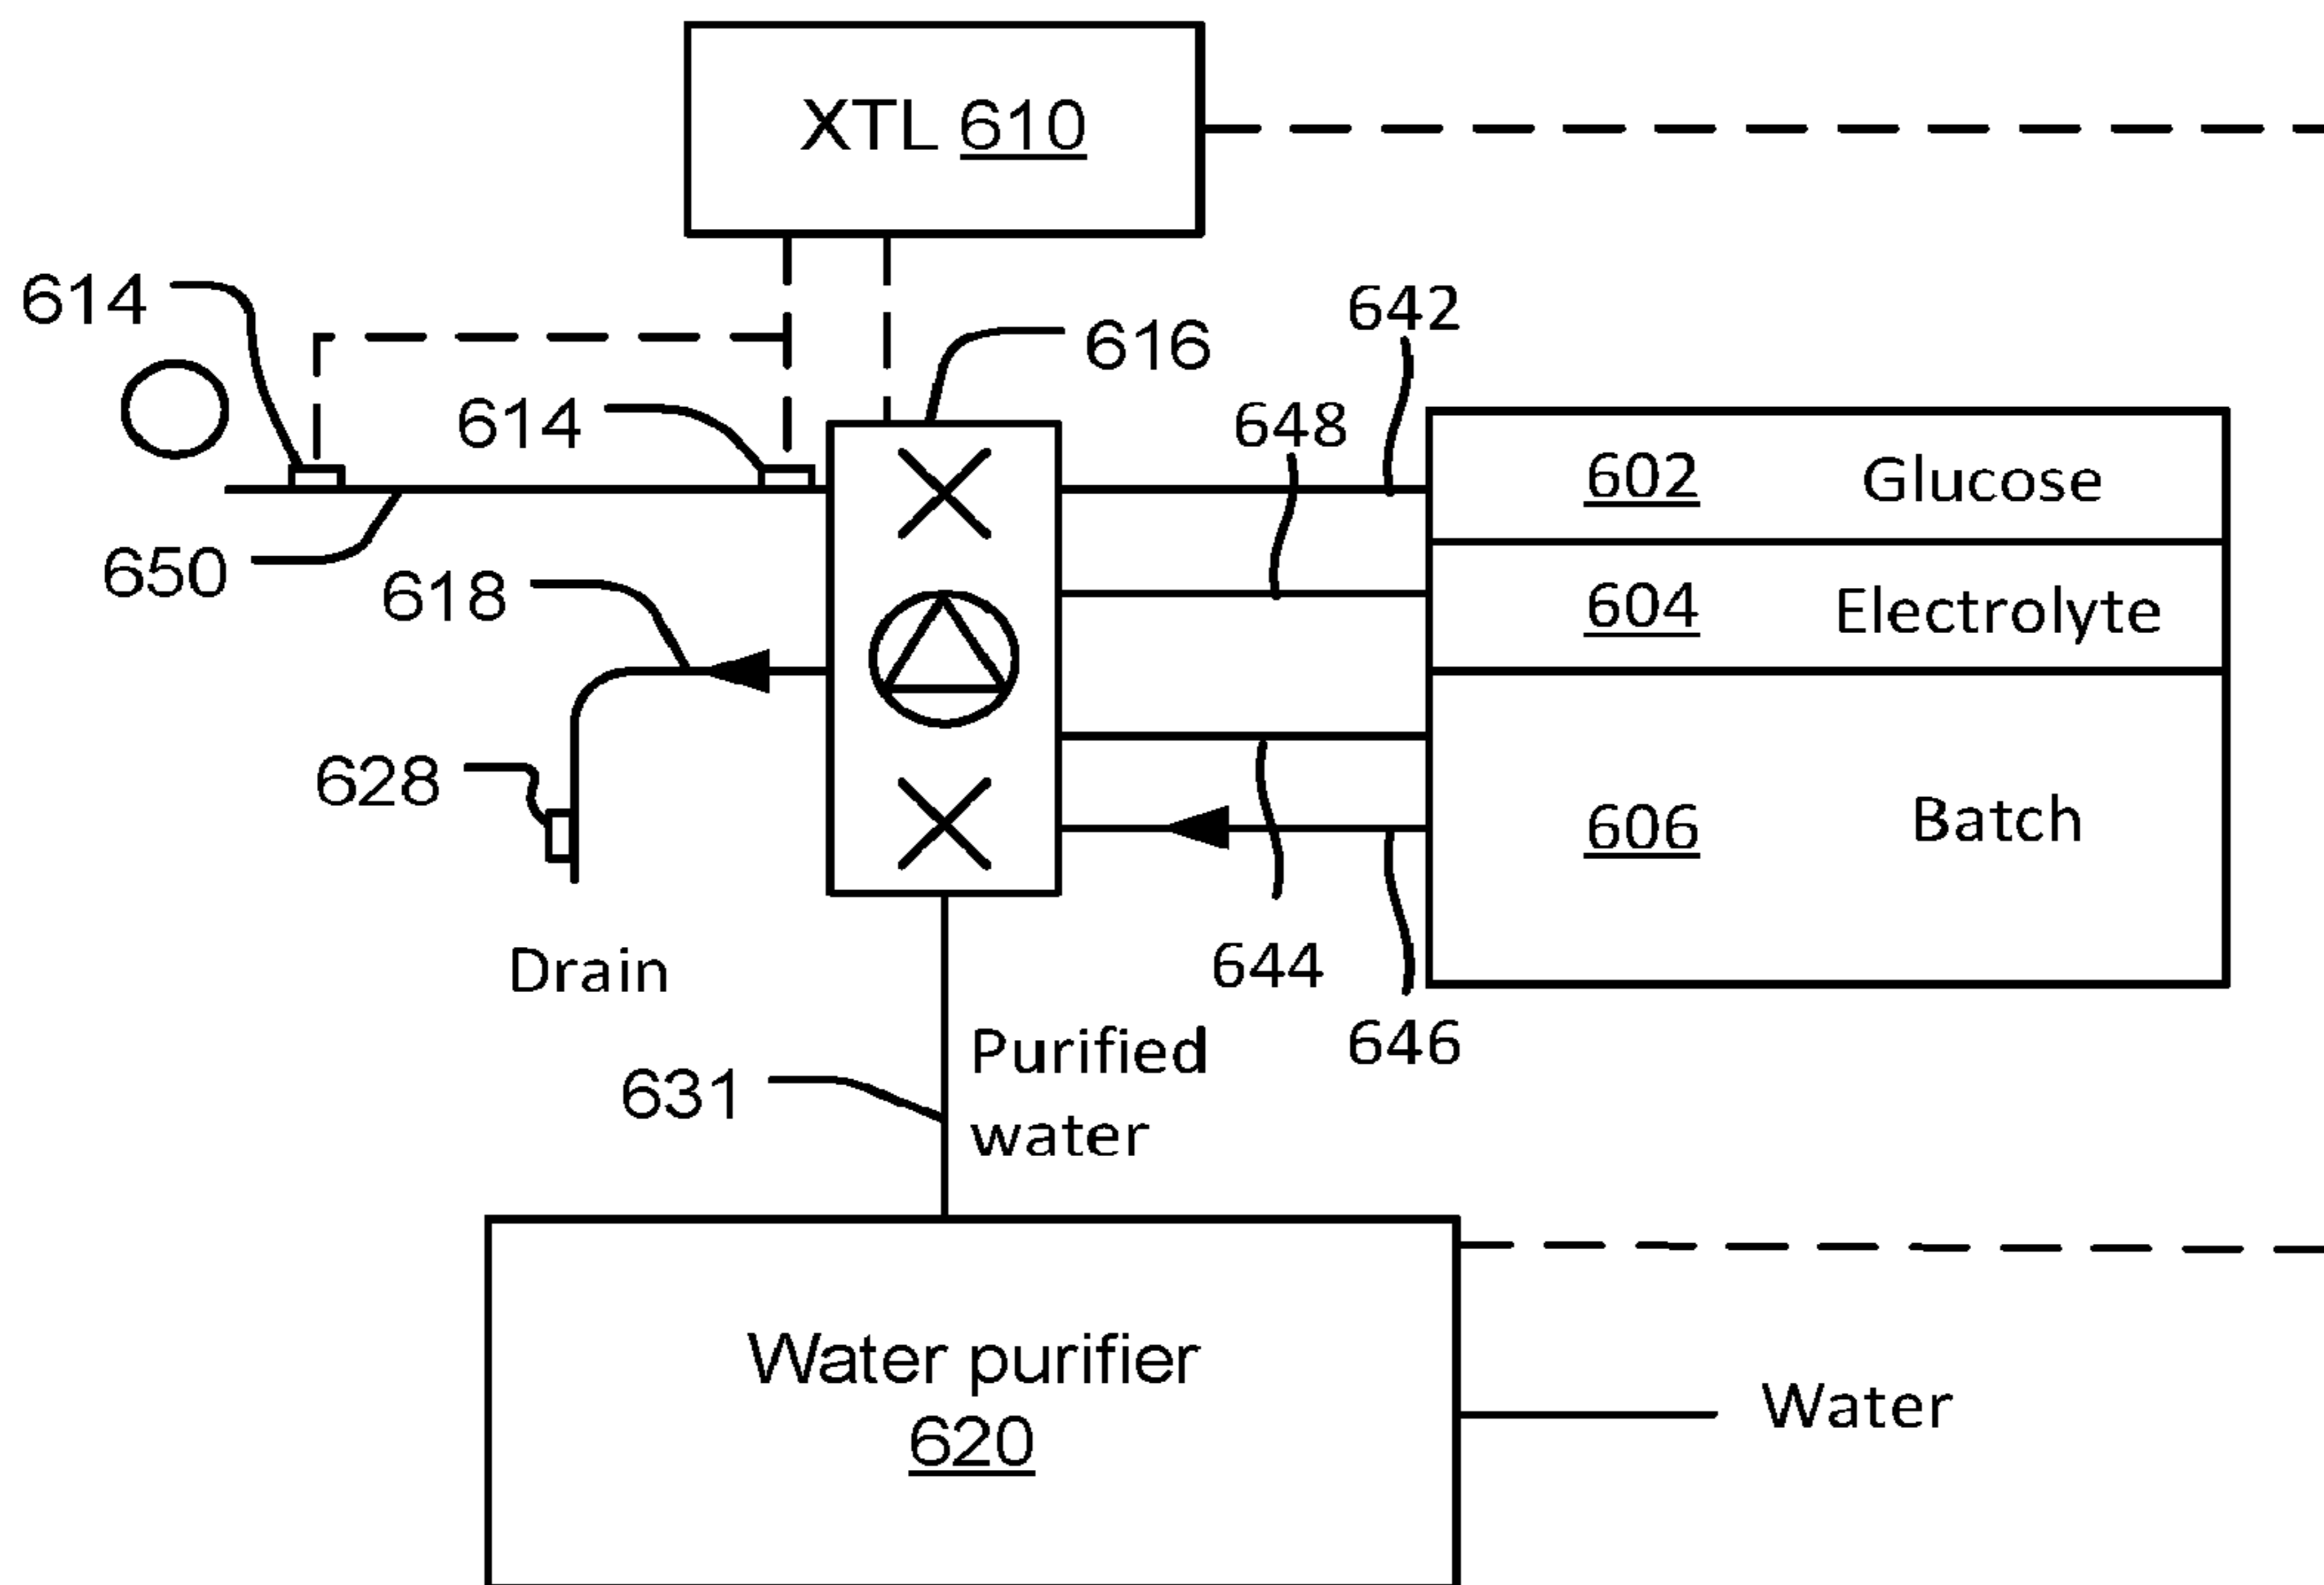 XTL 610
614
616
642
614
648
602 Glucose
650
618
604 Electrolyte
628
606 Batch
Drain
644
646
631
Purified
water
Water purifier
620
Water